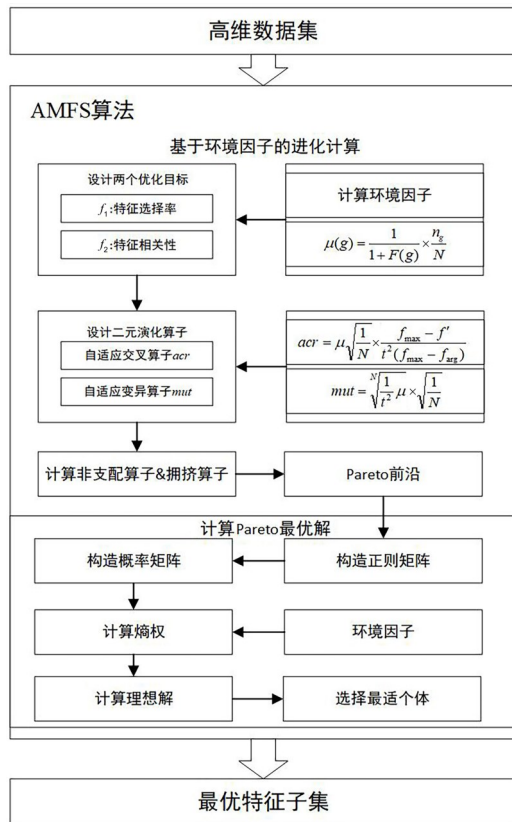 高维数据集
AMFS算法
基于环境因子的进化计算
设计两个优化目标
f₁:特征选择率
f₂:特征相关性
计算环境因子
μ(g) = 1/(1+F(g)) × n_g/N
设计二元演化算子
自适应交叉算子acr
自适应变异算子mut
acr = μ√(1/N) × (f_max − f′)/(t²(f_max − f_arg))
mut = ᴺ√(1/t²) μ × √(1/N)
计算非支配算子&拥挤算子
Pareto前沿
计算Pareto最优解
构造概率矩阵
构造正则矩阵
计算熵权
环境因子
计算理想解
选择最适个体
最优特征子集